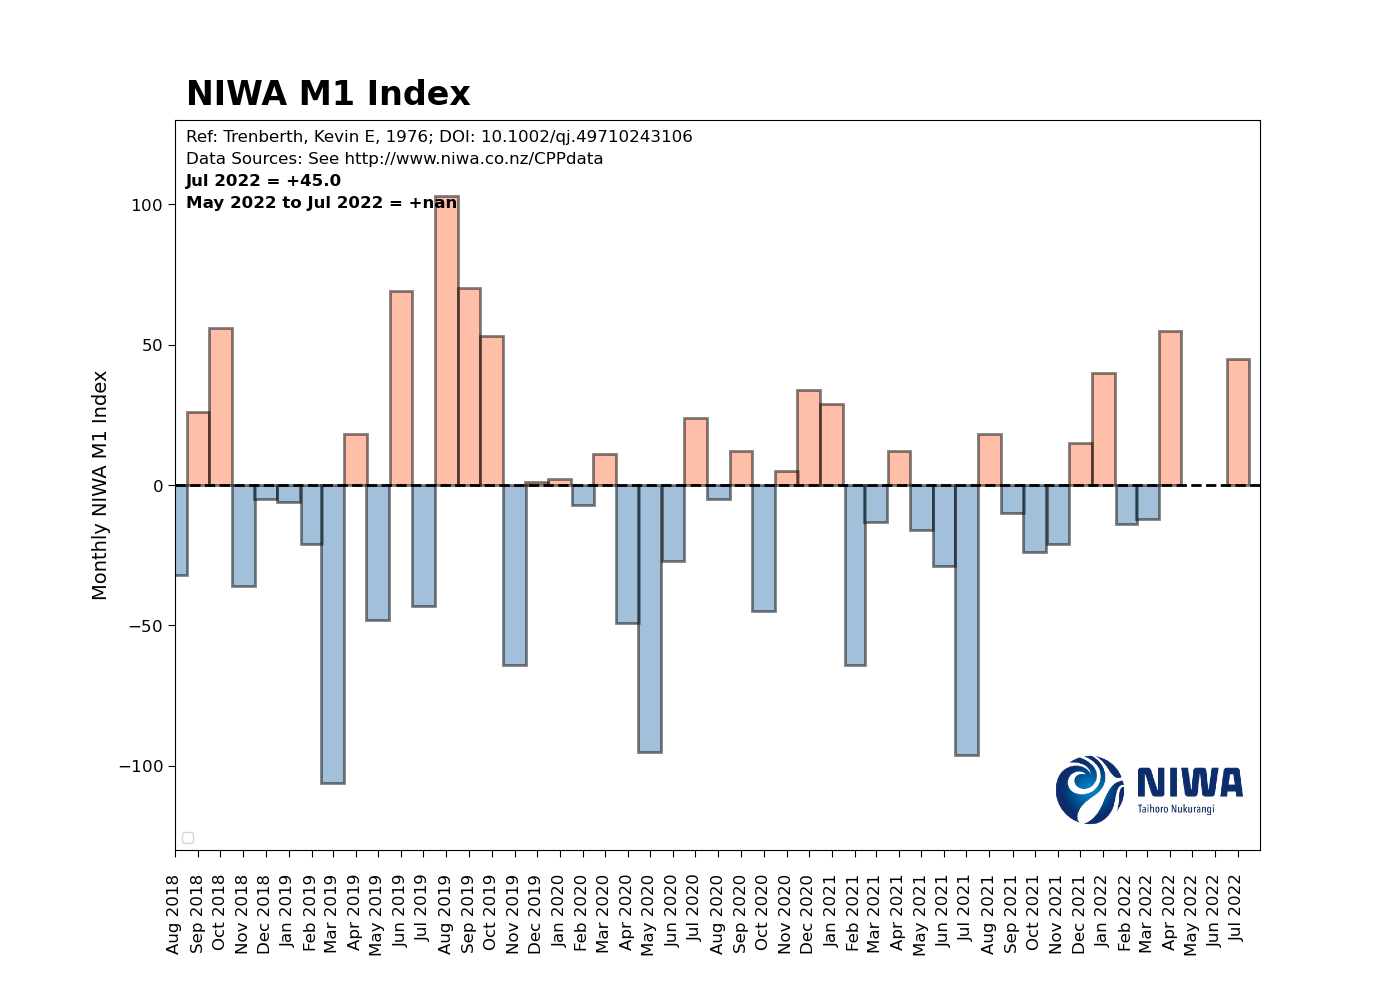 NIWA M1 Index
Ref: Trenberth, Kevin E, 1976; DOI: 10.1002/qj.49710243106
Data Sources: See http://www.niwa.co.nz/CPPdata
Jul 2022 = +45.0
May 2022 to Jul 2022 = +nan
Monthly NIWA M1 Index
100
50
0
−50
−100
NIWA
Taihoro Nukurangi
Aug 2018
Sep 2018
Oct 2018
Nov 2018
Dec 2018
Jan 2019
Feb 2019
Mar 2019
Apr 2019
May 2019
Jun 2019
Jul 2019
Aug 2019
Sep 2019
Oct 2019
Nov 2019
Dec 2019
Jan 2020
Feb 2020
Mar 2020
Apr 2020
May 2020
Jun 2020
Jul 2020
Aug 2020
Sep 2020
Oct 2020
Nov 2020
Dec 2020
Jan 2021
Feb 2021
Mar 2021
Apr 2021
May 2021
Jun 2021
Jul 2021
Aug 2021
Sep 2021
Oct 2021
Nov 2021
Dec 2021
Jan 2022
Feb 2022
Mar 2022
Apr 2022
May 2022
Jun 2022
Jul 2022